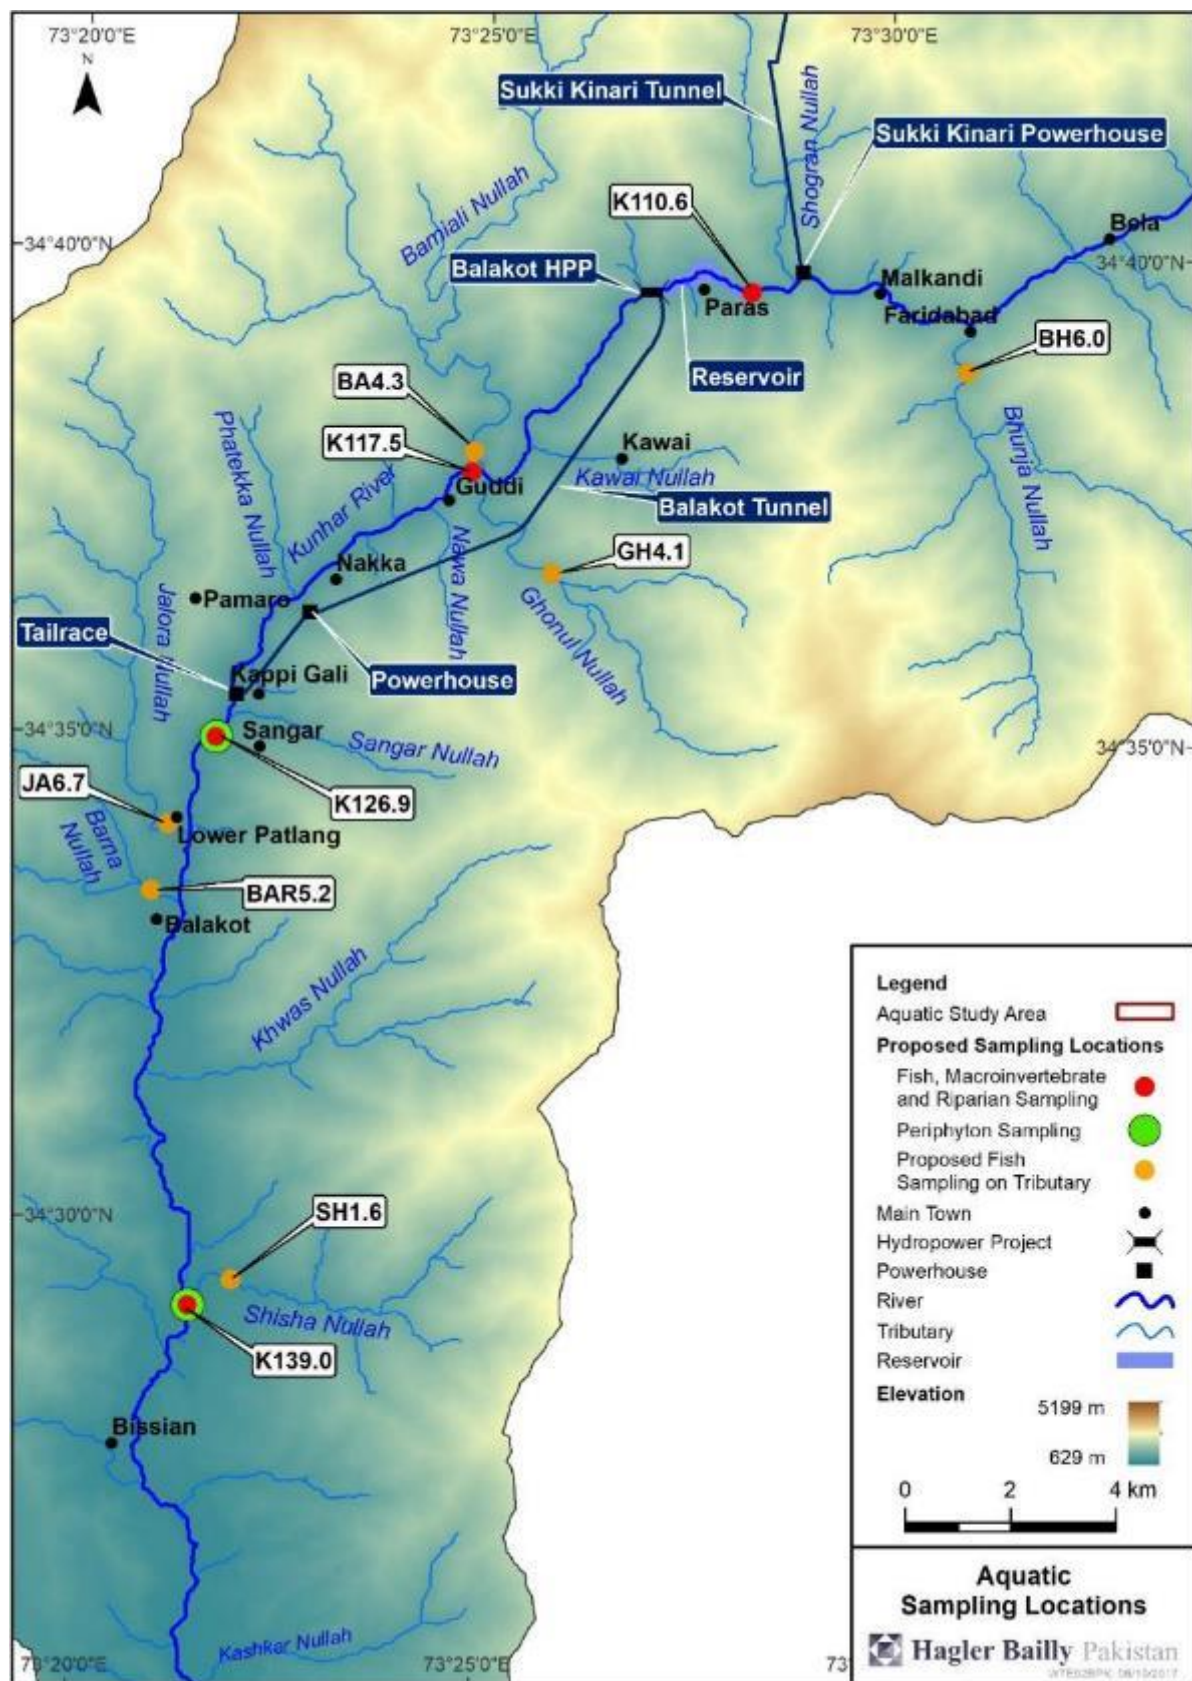 73°20'0"E
73°25'0"E
73°30'0"E
N
Sukki Kinari Tunnel
Shogran Nullah
Sukki Kinari Powerhouse
K110.6
Bamiali Nullah
Bela
34°40'0"N
34°40'0"N
Balakot HPP
Malkandi
Paras
Faridabad
BH6.0
Reservoir
BA4.3
Phatekka Nullah
K117.5
Kawai
Bhunja Nullah
Kunhar River
Guddi
Kawai Nullah
Balakot Tunnel
Nawa Nullah
GH4.1
Nakka
Jalora Nullah
Pamaro
Ghonul Nullah
Tailrace
Kappi Gali
Powerhouse
34°35'0"N
Sangar
Sangar Nullah
34°35'0"N
JA6.7
K126.9
Barna
Nullah
Lower Patlang
BAR5.2
Balakot
Khwas Nullah
34°30'0"N
SH1.6
Shisha Nullah
K139.0
Bissian
Kashkar Nullah
73°20'0"E
73°25'0"E
Legend
Aquatic Study Area
Proposed Sampling Locations
Fish, Macroinvertebrate
and Riparian Sampling
Periphyton Sampling
Proposed Fish
Sampling on Tributary
Main Town
Hydropower Project
Powerhouse
River
Tributary
Reservoir
Elevation
5199 m
629 m
0 2 4 km
Aquatic
Sampling Locations
Hagler Bailly Pakistan